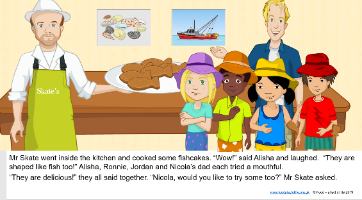 Skate's
Mr Skate went inside the kitchen and cooked some fishcakes. "Wow!" said Alisha and laughed. "They are
shaped like fish too!" Alisha, Ronnie, Jordan and Nicola's dad each tried a mouthful.
"They are delicious!" they all said together. "Nicola, would you like to try some too?" Mr Skate asked.